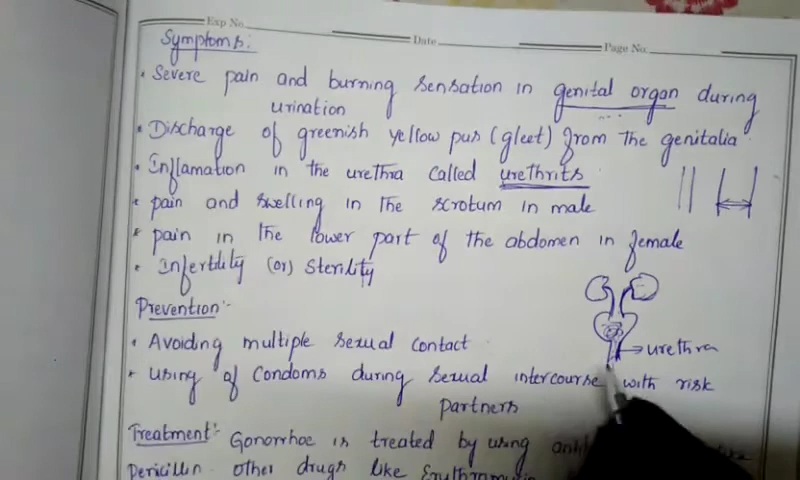 Exp No.
Date
Page No.
Symptoms:
• Severe pain and burning sensation in genital organ during
urination
• Discharge of greenish yellow pus (gleet) from the genitalia
• Inflamation in the urethra called urethrits
• pain and swelling in the scrotum in male
• pain in the lower part of the abdomen in female
• Infertility (or) Sterility
Prevention:-
• Avoiding multiple sexual contact
urethra
• Using of Condoms during sexual intercourse with risk
partners
Treatment:- Gonorrhoe is treated by using
other drugs like